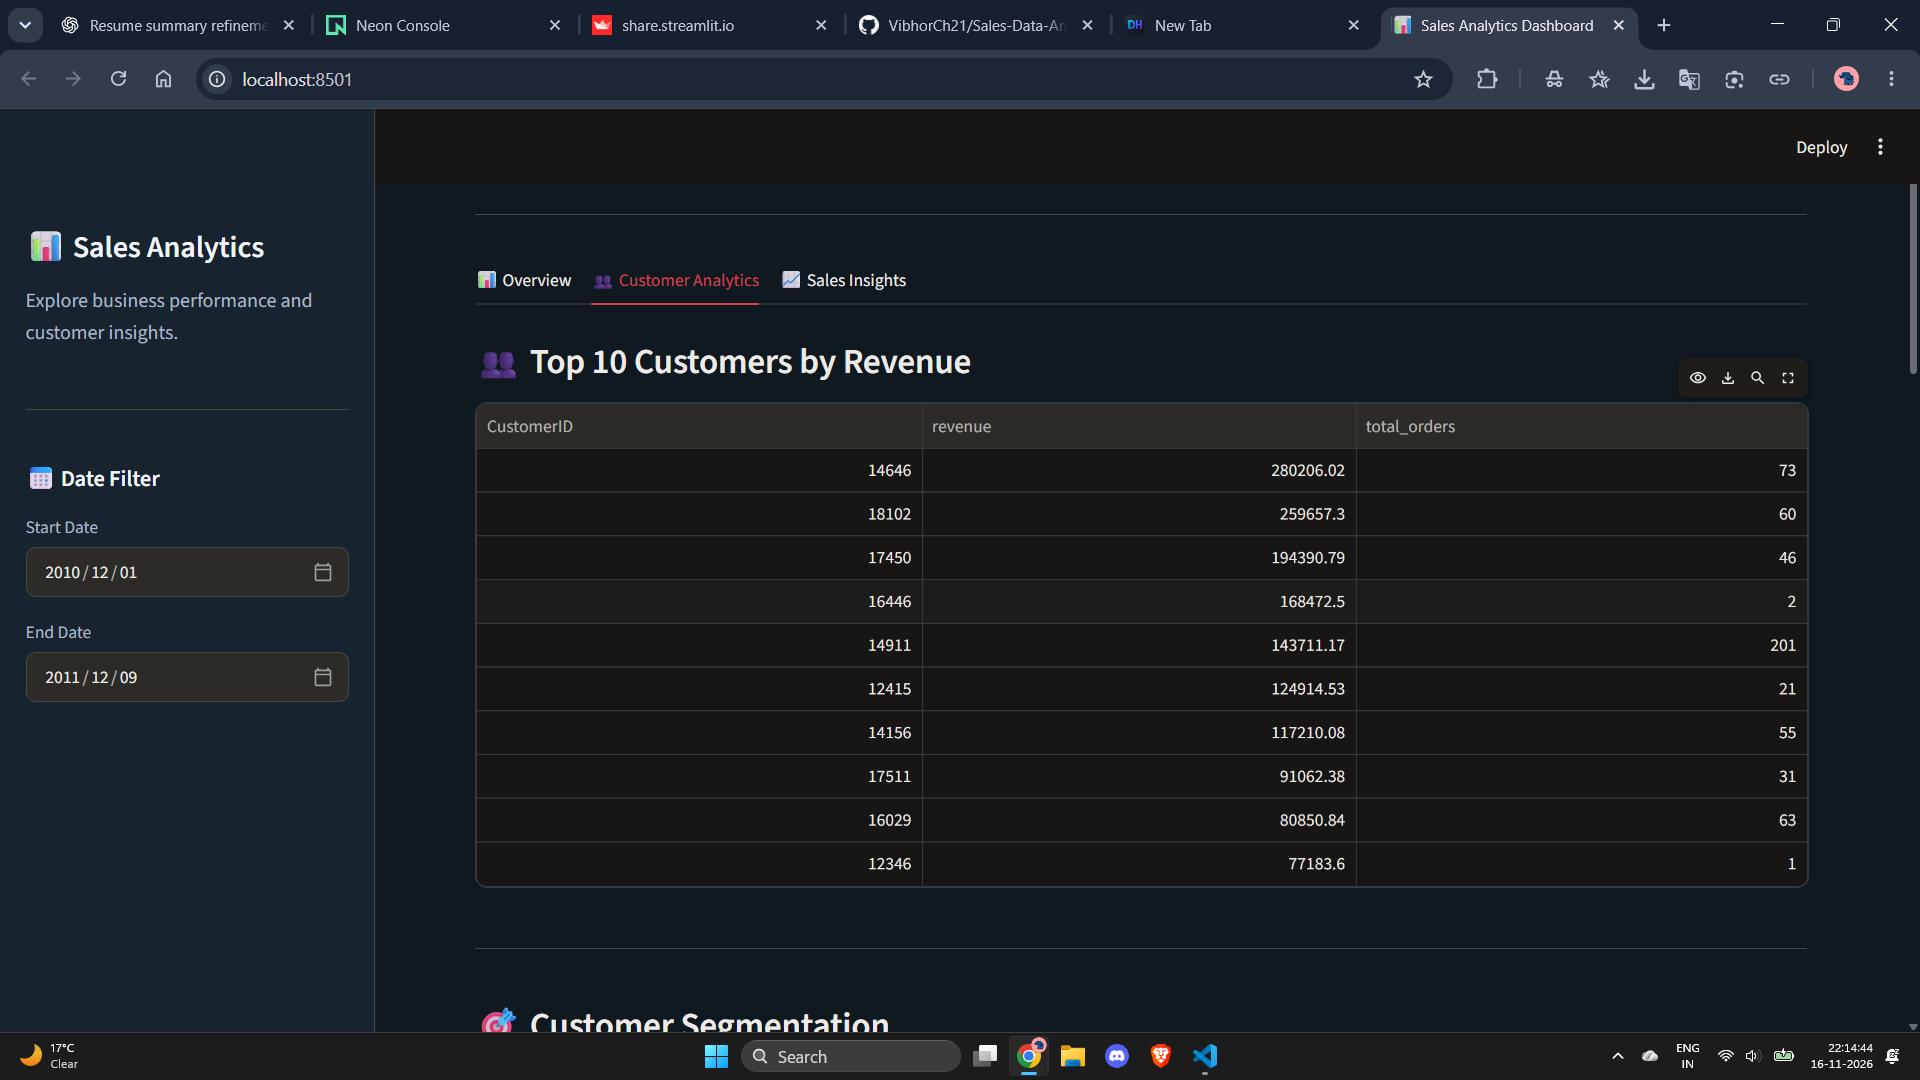 Resume summary refineme
Neon Console
share.streamlit.io
VibhorCh21/Sales-Data-An
DH New Tab
Sales Analytics Dashboard
localhost:8501
Deploy
Sales Analytics
Explore business performance and
customer insights.
Date Filter
Start Date
2010/12/01
End Date
2011/12/09
Overview
Customer Analytics
Sales Insights
Top 10 Customers by Revenue
CustomerID revenue total_orders
14646 280206.02 73
18102 259657.3 60
17450 194390.79 46
16446 168472.5 2
14911 143711.17 201
12415 124914.53 21
14156 117210.08 55
17511 91062.38 31
16029 80850.84 63
12346 77183.6 1
Customer Segmentation
17°C
Clear
Search
ENG
IN
22:14:44
16-11-2026